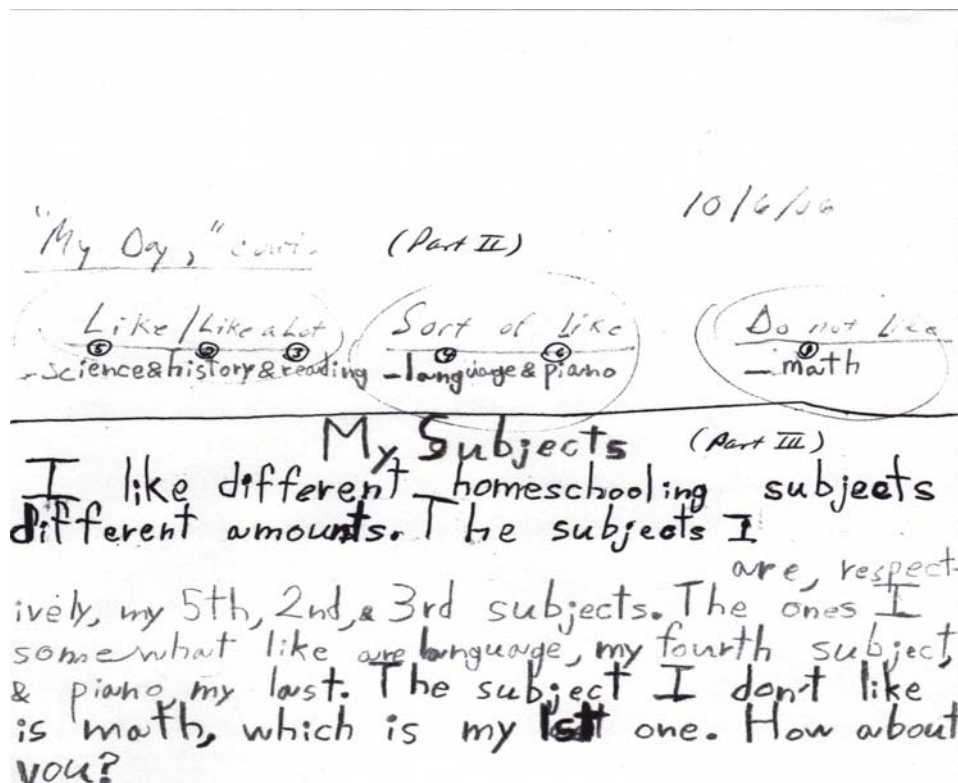 10/6/06
"My Day," cont. (Part II)
Like/Like a Lot Sort of Like Do not Like
⑤ ② ③ ④ ⑥ ①
-science&history&reading -language&piano -math
My Subjects (Part III)
I like different homeschooling subjects
different amounts. The subjects I
are, respect-
ively, my 5th, 2nd, & 3rd subjects. The ones I
somewhat like are language, my fourth subject,
& piano, my last. The subject I don't like
is math, which is my 1st one. How about
you?